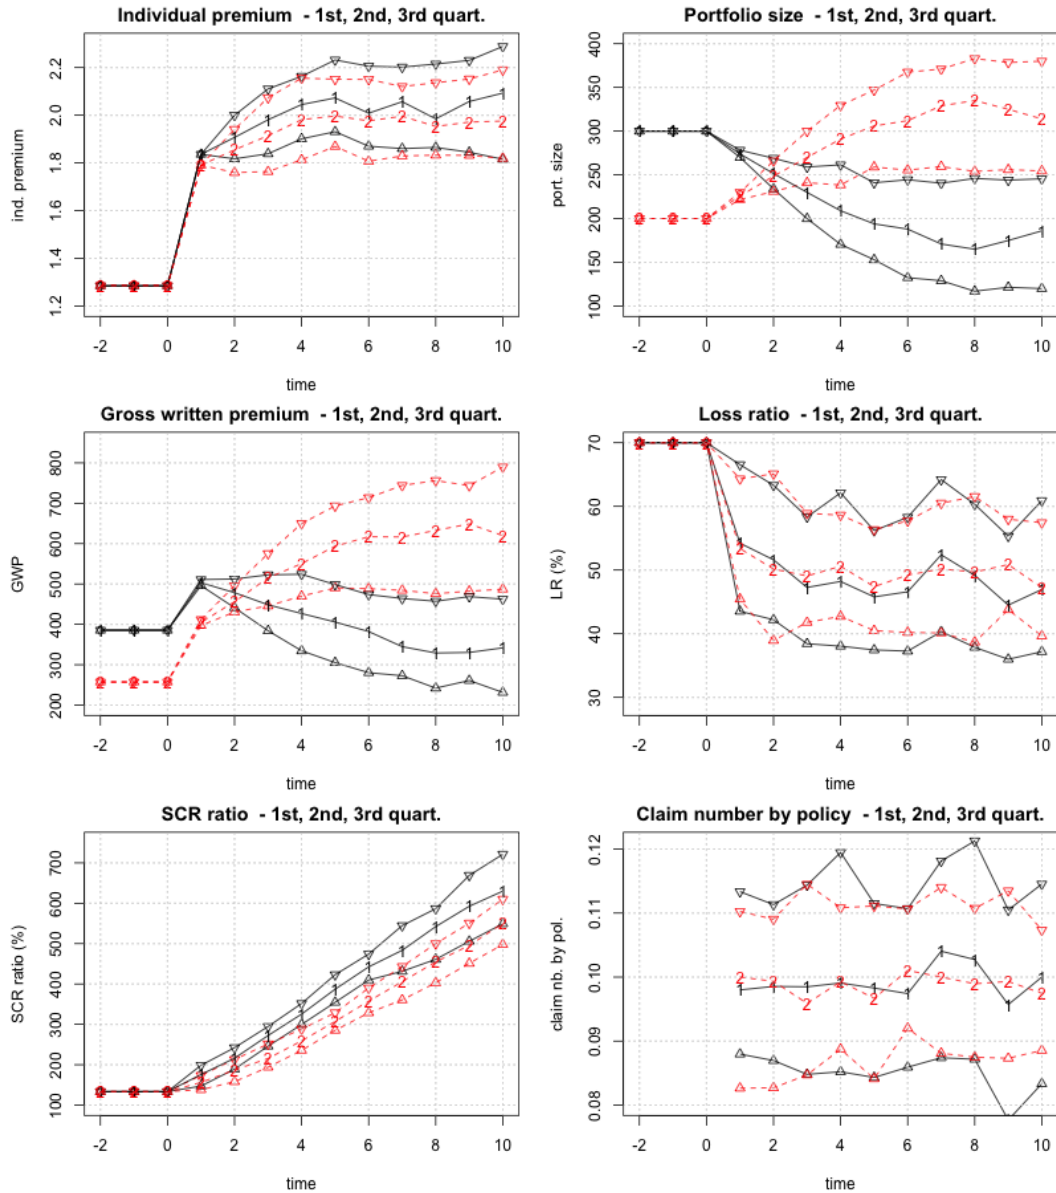 Individual premium - 1st, 2nd, 3rd quart.
ind. premium
2.2
2.0
1.8
1.6
1.4
1.2
-2 0 2 4 6 8 10
time
Portfolio size - 1st, 2nd, 3rd quart.
port. size
400
350
300
250
200
150
100
-2 0 2 4 6 8 10
time
Gross written premium - 1st, 2nd, 3rd quart.
GWP
800
700
600
500
400
300
200
-2 0 2 4 6 8 10
time
Loss ratio - 1st, 2nd, 3rd quart.
LR (%)
70
60
50
40
30
-2 0 2 4 6 8 10
time
SCR ratio - 1st, 2nd, 3rd quart.
SCR ratio (%)
700
600
500
400
300
200
100
-2 0 2 4 6 8 10
time
Claim number by policy - 1st, 2nd, 3rd quart.
claim nb. by pol.
0.12
0.11
0.10
0.09
0.08
-2 0 2 4 6 8 10
time